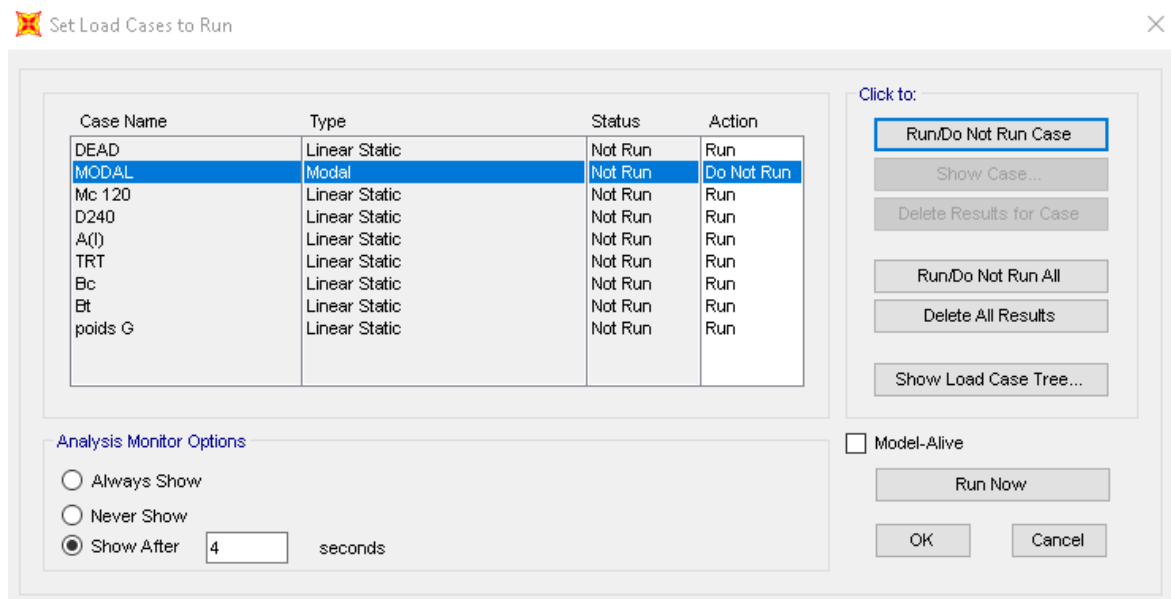 Set Load Cases to Run
Case Name Type Status Action
DEAD Linear Static Not Run Run
MODAL Modal Not Run Do Not Run
Mc 120 Linear Static Not Run Run
D240 Linear Static Not Run Run
A(l) Linear Static Not Run Run
TRT Linear Static Not Run Run
Bc Linear Static Not Run Run
Bt Linear Static Not Run Run
poids G Linear Static Not Run Run
Click to:
Run/Do Not Run Case
Show Case...
Delete Results for Case
Run/Do Not Run All
Delete All Results
Show Load Case Tree...
Analysis Monitor Options
Always Show
Never Show
Show After 4 seconds
Model-Alive
Run Now
OK Cancel